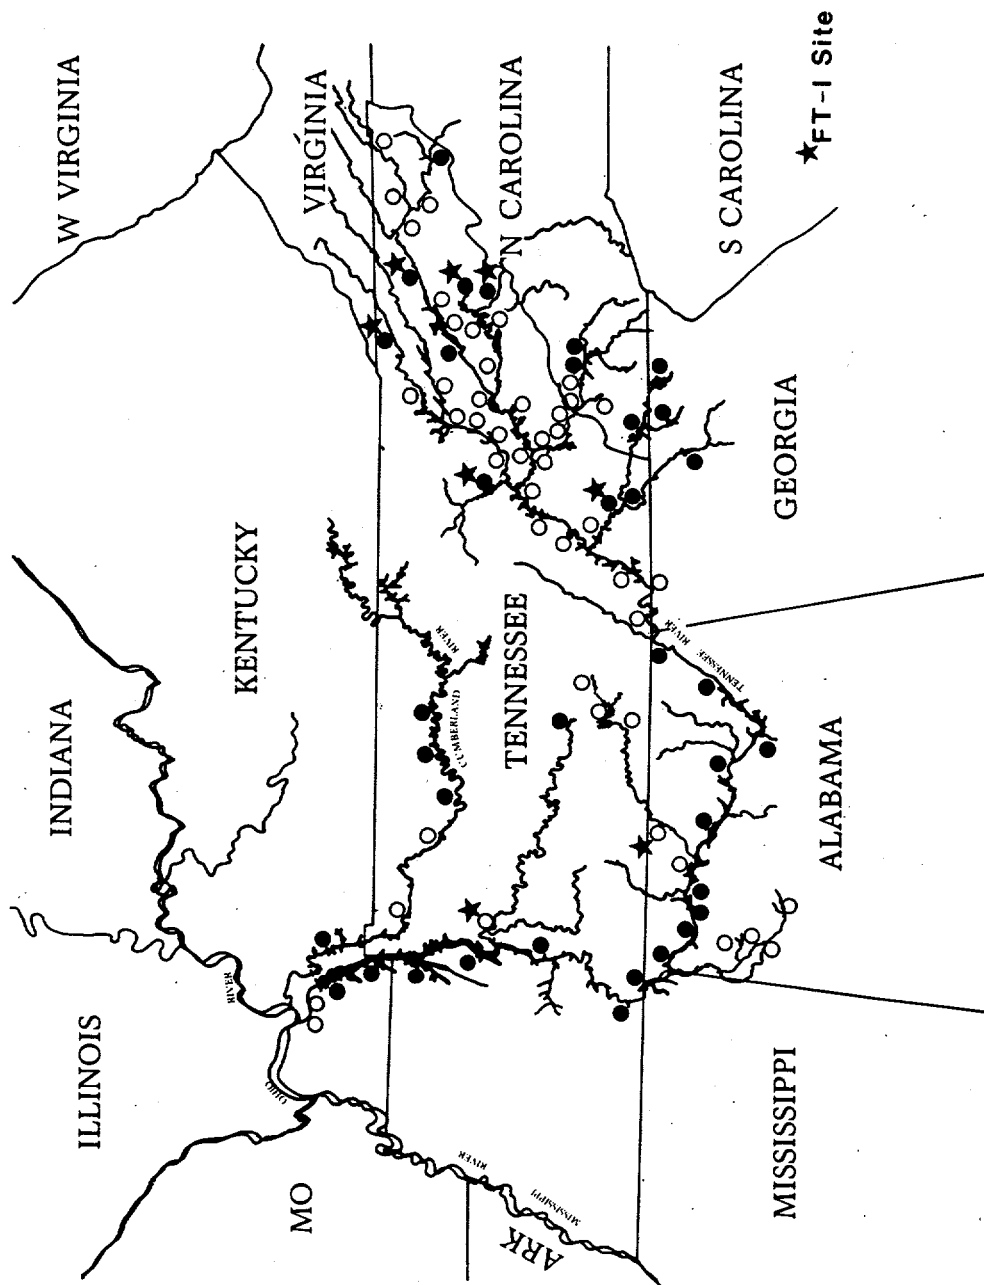 W VIRGINIA
VIRGINIA
N CAROLINA
S CAROLINA
★ FT-I Site
INDIANA
KENTUCKY
TENNESSEE
GEORGIA
ILLINOIS
ALABAMA
MO
ARK
MISSISSIPPI
OHIO
RIVER
CUMBERLAND
RIVER
TENNESSEE
RIVER
MISSISSIPPI
RIVER